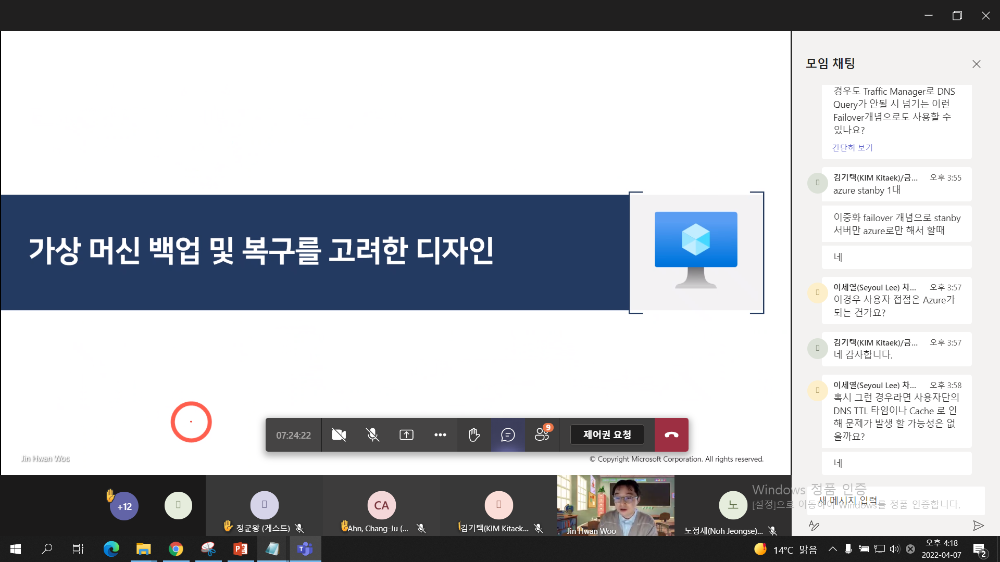 가상 머신 백업 및 복구를 고려한 디자인
07:24:22
9
제어권 요청
Jin Hwan Woo
© Copyright Microsoft Corporation. All rights reserved.
모임 채팅
경우도 Traffic Manager로 DNS
Query가 안될 시 넘기는 이런
Failover개념으로도 사용할 수
있나요?
간단히 보기
김기택(KIM Kitaek)/금... 오후 3:55
azure stanby 1대
이중화 failover 개념으로 stanby
서버만 azure로만 해서 할때
네
이세열(Seyoul Lee) 차... 오후 3:57
이경우 사용자 접점은 Azure가
되는 건가요?
김기택(KIM Kitaek)/금... 오후 3:57
네 감사합니다.
이세열(Seyoul Lee) 차... 오후 3:58
혹시 그런 경우라면 사용자단의
DNS TTL 타임이나 Cache 로 인
해 문제가 발생 할 가능성은 없
을까요?
네
새 메시지 입력
Windows 정품 인증
[설정]으로 이동하여 Windows를 정품 인증합니다.
+12
정군왕 (게스트)
CA
Ahn, Chang-Ju (...
김기택(KIM Kitaek...
Jin Hwan Woo
노
노정세(Noh Jeongse)...
14°C 맑음
오후 4:18
2022-04-07
2